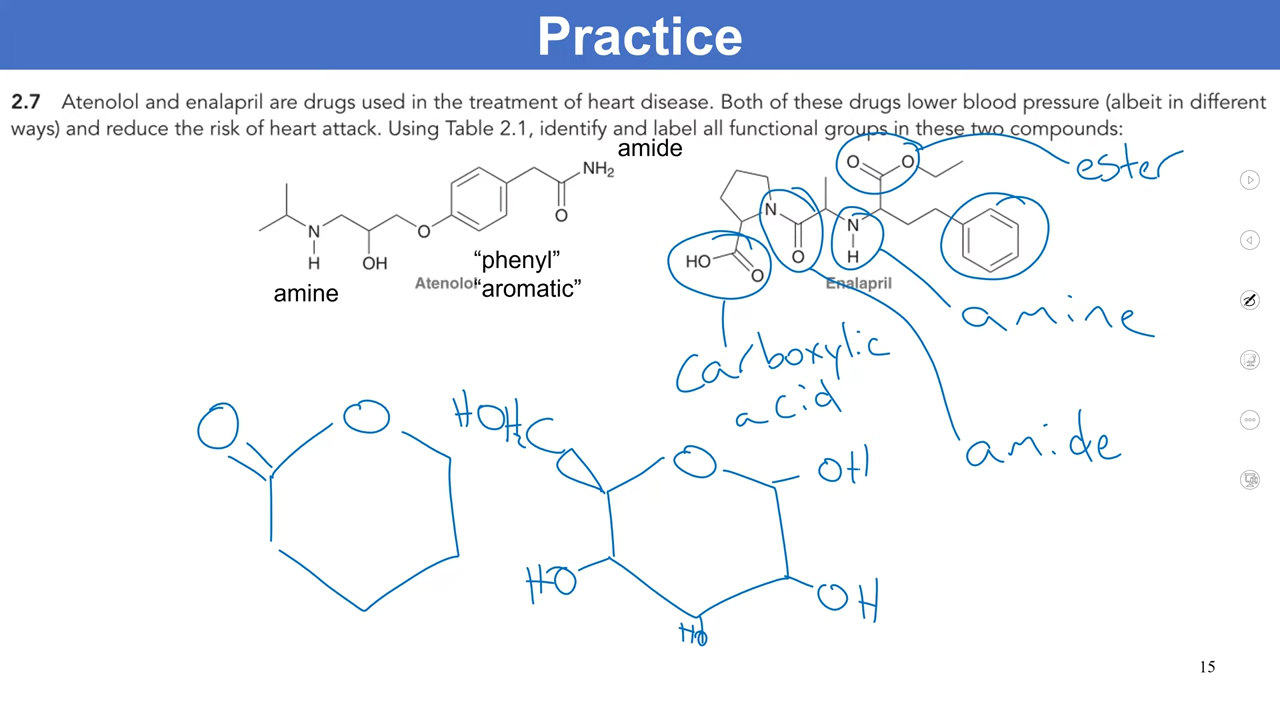 Practice
2.7 Atenolol and enalapril are drugs used in the treatment of heart disease. Both of these drugs lower blood pressure (albeit in different
ways) and reduce the risk of heart attack. Using Table 2.1, identify and label all functional groups in these two compounds:
amide
NH2
O
N
H
OH
O
amine
"phenyl"
"aromatic"
Atenolol
O
O
ester
N
O
N
H
HO
O
Enalapril
amine
carboxylic
acid
amide
O
O
HOH2C
O
OH
HO
OH
HO
15